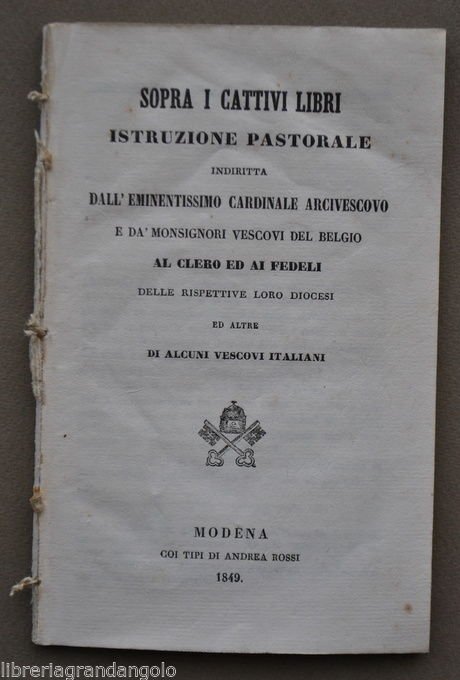 SOPRA I CATTIVI LIBRI
ISTRUZIONE PASTORALE
INDIRITTA
DALL' EMINENTISSIMO CARDINALE ARCIVESCOVO
E DA' MONSIGNORI VESCOVI DEL BELGIO
AL CLERO ED AI FEDELI
DELLE RISPETTIVE LORO DIOCESI
ED ALTRE
DI ALCUNI VESCOVI ITALIANI
MODENA
COI TIPI DI ANDREA ROSSI
1849.
libreriagrandangolo